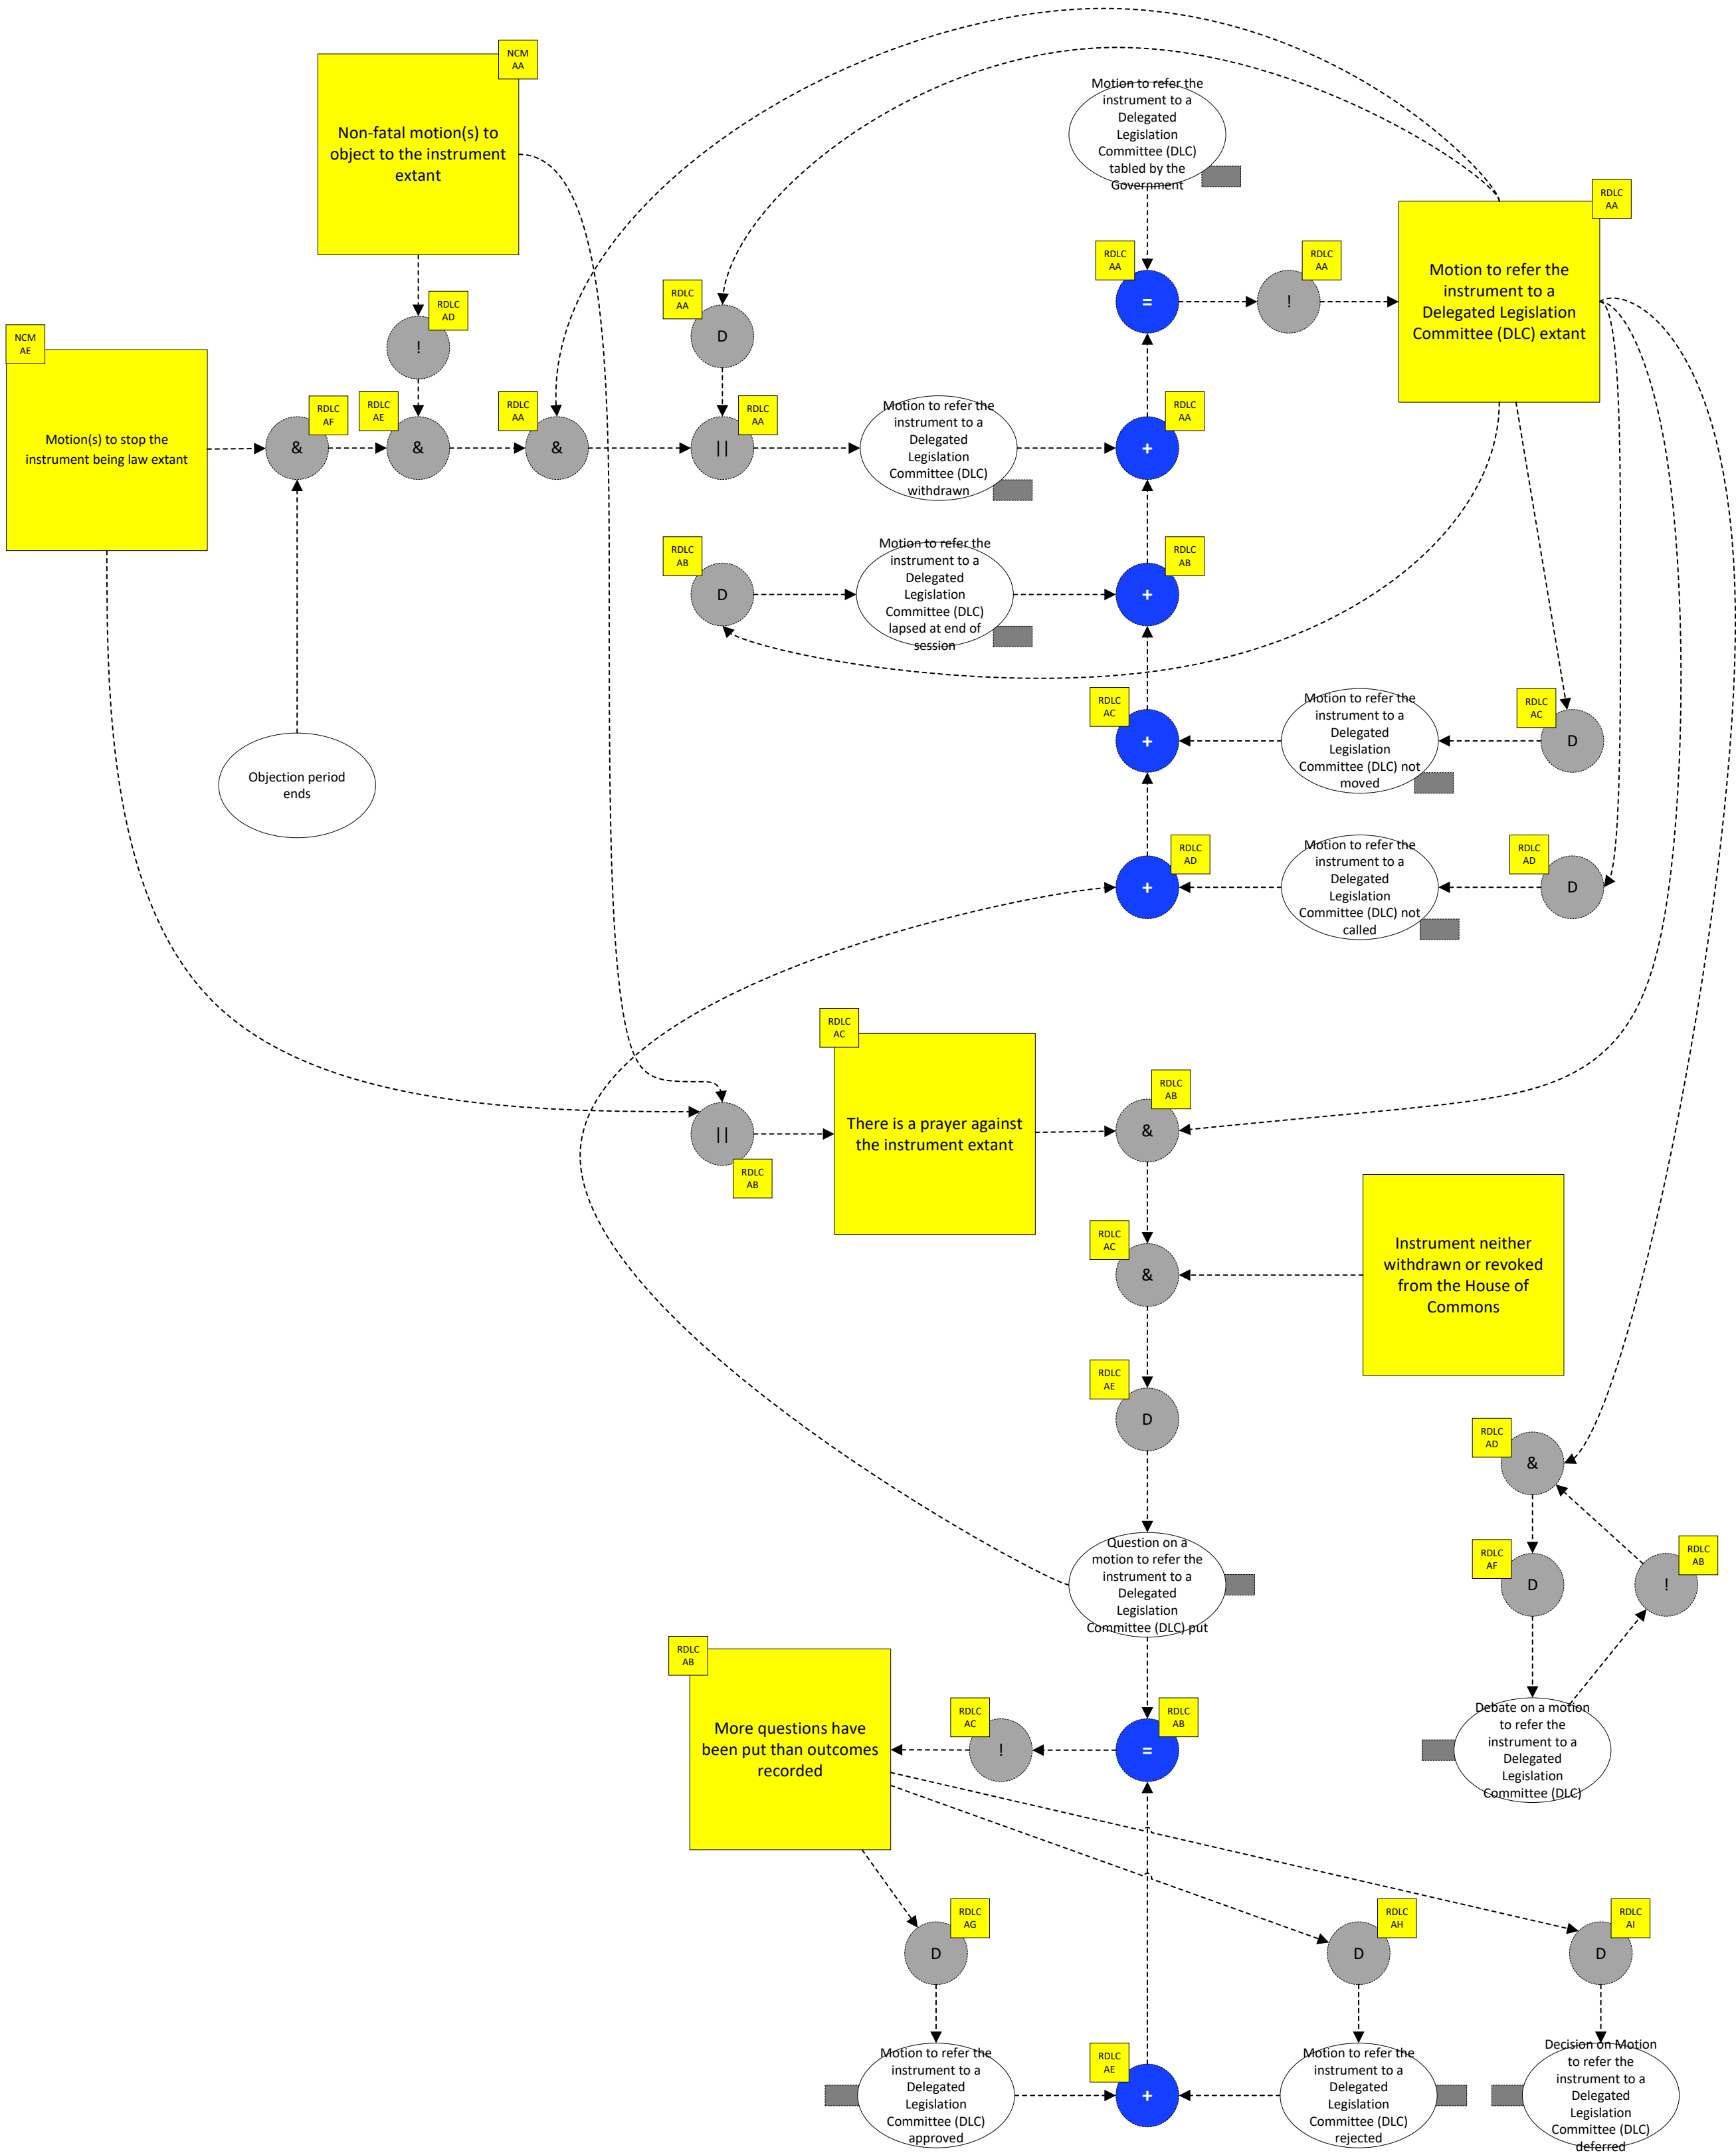 NCM
AA
Non-fatal motion(s) to
object to the instrument
extant
Motion to refer the
instrument to a
Delegated
Legislation
Committee (DLC)
tabled by the
Government
RDLC
AA
Motion to refer the
instrument to a
Delegated Legislation
Committee (DLC) extant
RDLC
AA
=
RDLC
AA
!
RDLC
AA
D
RDLC
AD
!
NCM
AE
Motion(s) to stop the
instrument being law extant
RDLC
AF
&
RDLC
AE
&
RDLC
AA
&
RDLC
AA
||
Motion to refer the
instrument to a
Delegated
Legislation
Committee (DLC)
withdrawn
RDLC
AA
+
RDLC
AB
D
Motion to refer the
instrument to a
Delegated
Legislation
Committee (DLC)
lapsed at end of
session
RDLC
AB
+
RDLC
AC
+
Motion to refer the
instrument to a
Delegated
Legislation
Committee (DLC) not
moved
RDLC
AC
D
Objection period
ends
RDLC
AD
+
Motion to refer the
instrument to a
Delegated
Legislation
Committee (DLC) not
called
RDLC
AD
D
RDLC
AC
There is a prayer against
the instrument extant
||
RDLC
AB
RDLC
AB
&
RDLC
AC
&
Instrument neither
withdrawn or revoked
from the House of
Commons
RDLC
AE
D
RDLC
AD
&
Question on a
motion to refer the
instrument to a
Delegated
Legislation
Committee (DLC) put
RDLC
AF
D
RDLC
AB
!
RDLC
AB
More questions have
been put than outcomes
recorded
RDLC
AC
!
RDLC
AB
=
Debate on a motion
to refer the
instrument to a
Delegated
Legislation
Committee (DLC)
RDLC
AG
D
RDLC
AH
D
RDLC
AI
D
Motion to refer the
instrument to a
Delegated
Legislation
Committee (DLC)
approved
RDLC
AE
+
Motion to refer the
instrument to a
Delegated
Legislation
Committee (DLC)
rejected
Decision on Motion
to refer the
instrument to a
Delegated
Legislation
Committee (DLC)
deferred